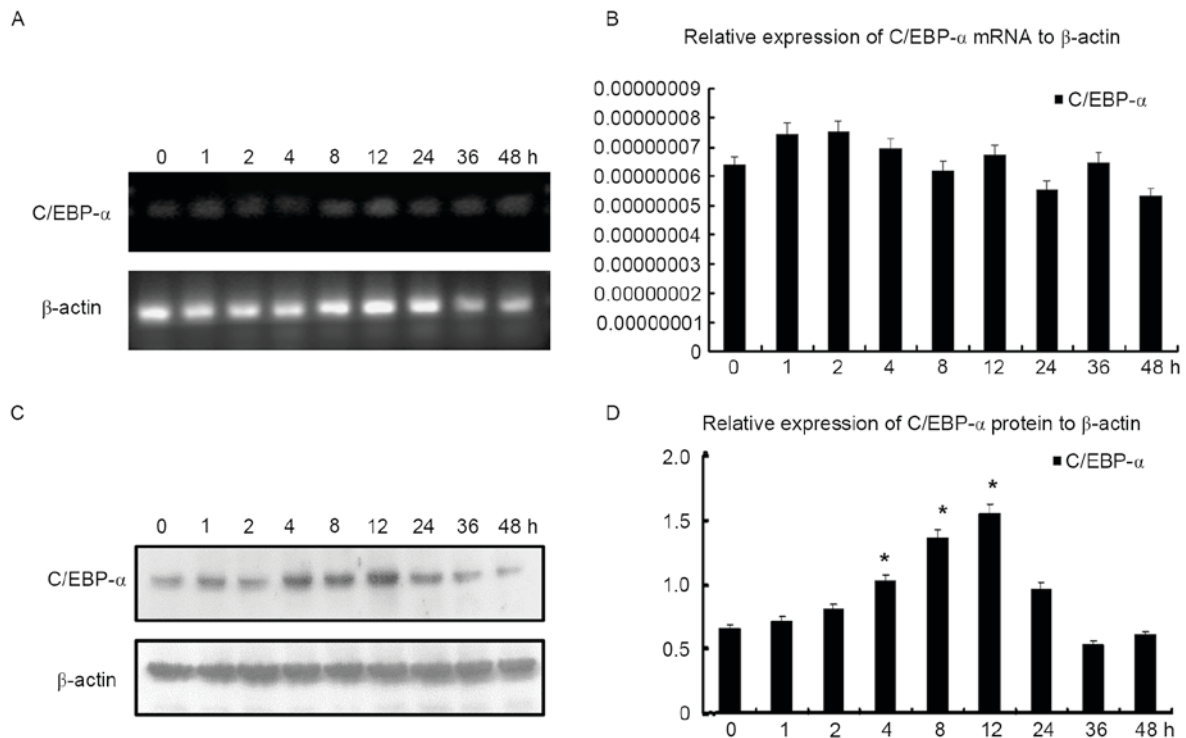 A
0 1 2 4 8 12 24 36 48 h
C/EBP-α
β-actin
B
Relative expression of C/EBP-α mRNA to β-actin
C/EBP-α
0.00000009
0.00000008
0.00000007
0.00000006
0.00000005
0.00000004
0.00000003
0.00000002
0.00000001
0
0 1 2 4 8 12 24 36 48 h
C
0 1 2 4 8 12 24 36 48 h
C/EBP-α
β-actin
D
Relative expression of C/EBP-α protein to β-actin
C/EBP-α
2.0
1.5
1.0
0.5
0
* * *
0 1 2 4 8 12 24 36 48 h